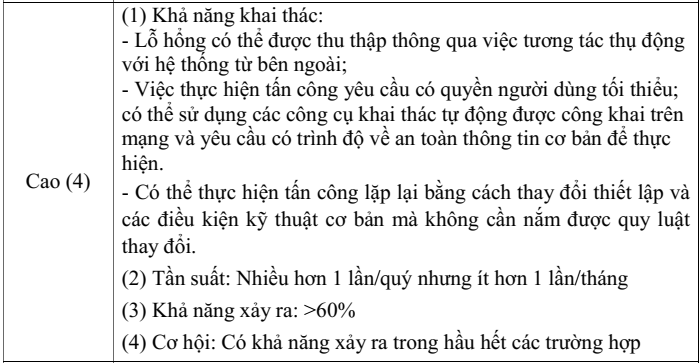 (1) Khả năng khai thác:
- Lỗ hổng có thể được thu thập thông qua việc tương tác thụ động
với hệ thống từ bên ngoài;
- Việc thực hiện tấn công yêu cầu có quyền người dùng tối thiểu;
có thể sử dụng các công cụ khai thác tự động được công khai trên
mạng và yêu cầu có trình độ về an toàn thông tin cơ bản để thực
hiện.
Cao (4)
- Có thể thực hiện tấn công lặp lại bằng cách thay đổi thiết lập và
các điều kiện kỹ thuật cơ bản mà không cần nắm được quy luật
thay đổi.
(2) Tần suất: Nhiều hơn 1 lần/quý nhưng ít hơn 1 lần/tháng
(3) Khả năng xảy ra: >60%
(4) Cơ hội: Có khả năng xảy ra trong hầu hết các trường hợp